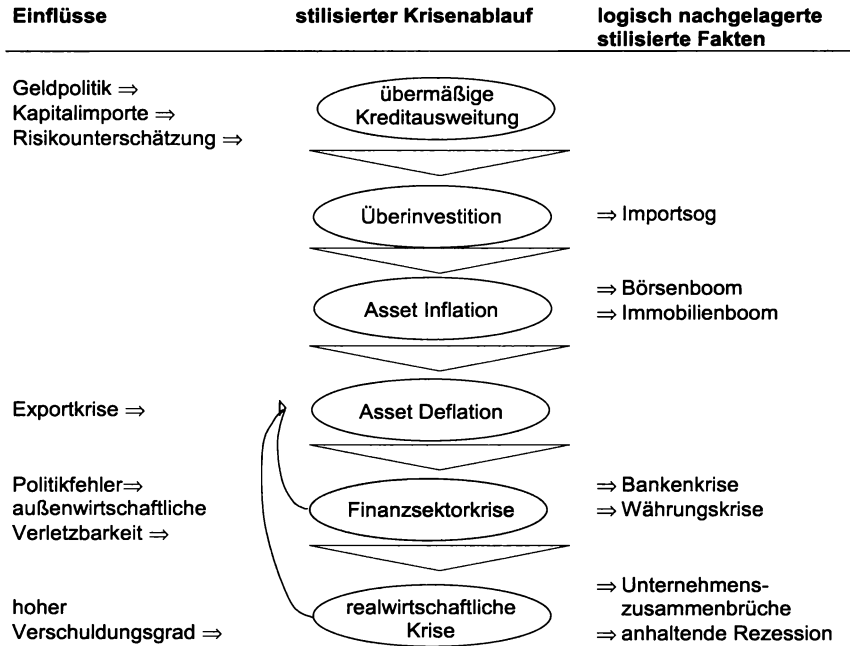 Einflüsse
stilisierter Krisenablauf
logisch nachgelagerte
stilisierte Fakten
Geldpolitik ⇒
Kapitalimporte ⇒
Risikounterschätzung ⇒
übermäßige
Kreditausweitung
Überinvestition
⇒ Importsog
Asset Inflation
⇒ Börsenboom
⇒ Immobilienboom
Exportkrise ⇒
Asset Deflation
Politikfehler⇒
außenwirtschaftliche
Verletzbarkeit ⇒
Finanzsektorkrise
⇒ Bankenkrise
⇒ Währungskrise
hoher
Verschuldungsgrad ⇒
realwirtschaftliche
Krise
⇒ Unternehmens-
zusammenbrüche
⇒ anhaltende Rezession